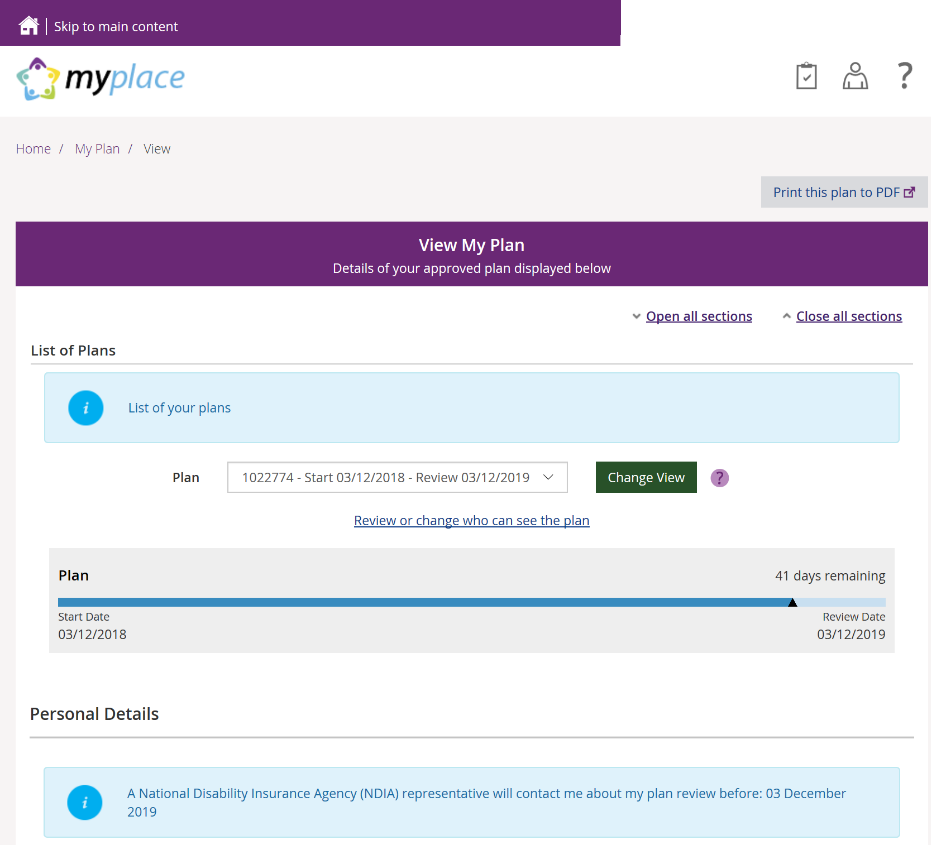 Skip to main content
myplace
?
Home / My Plan / View
Print this plan to PDF
View My Plan
Details of your approved plan displayed below
Open all sections
Close all sections
List of Plans
i
List of your plans
Plan
1022774 - Start 03/12/2018 - Review 03/12/2019
Change View
?
Review or change who can see the plan
Plan
41 days remaining
Start Date
Review Date
03/12/2018
03/12/2019
Personal Details
i
A National Disability Insurance Agency (NDIA) representative will contact me about my plan review before: 03 December
2019